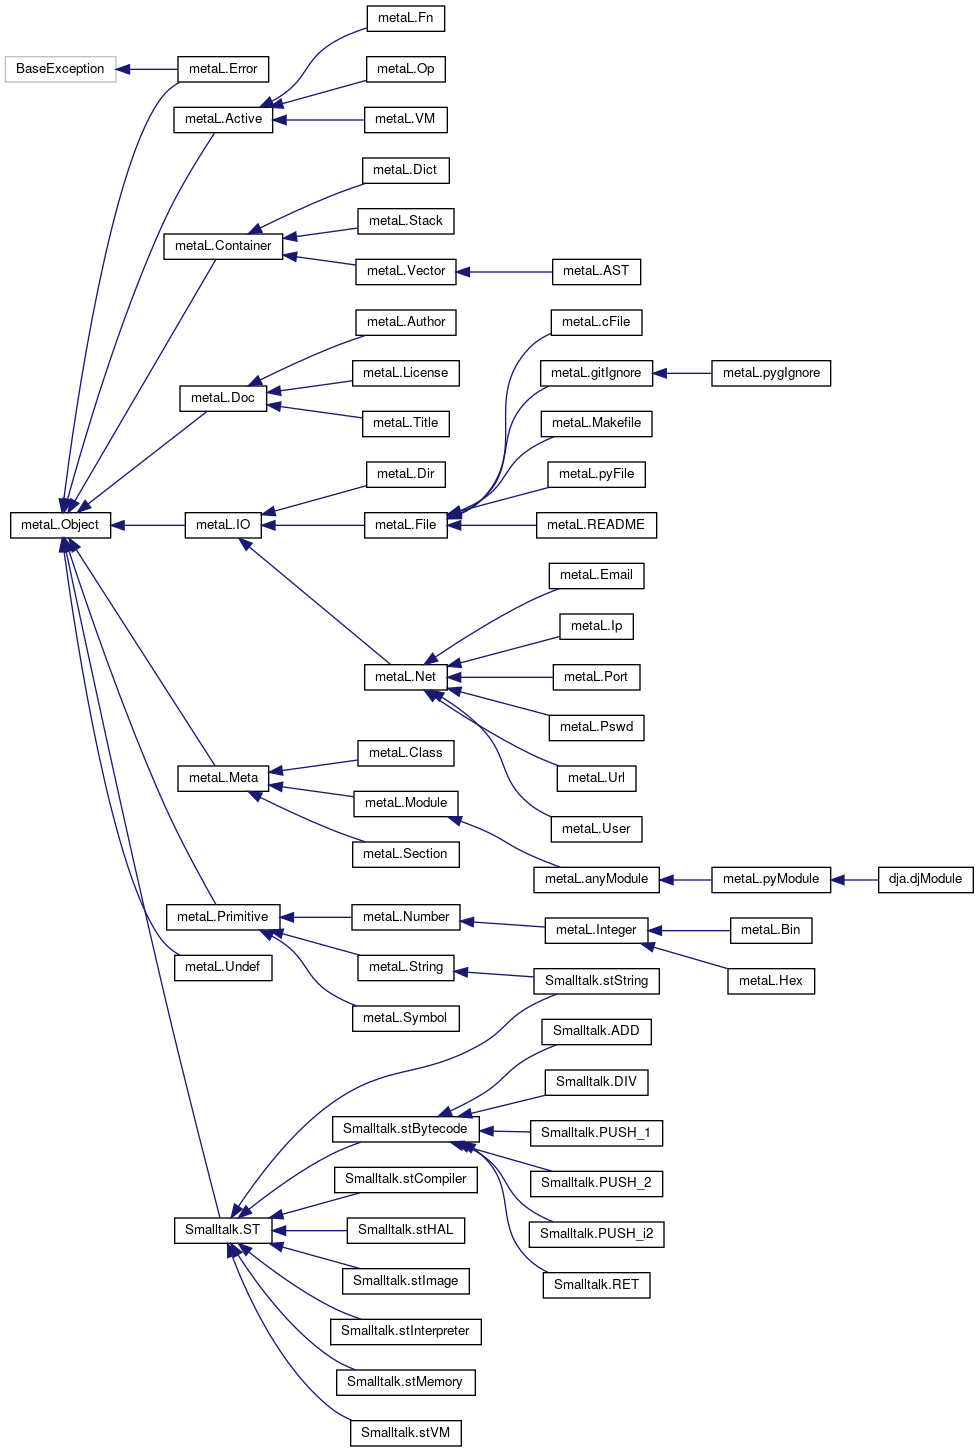 metaL.Fn
BaseException
metaL.Error
metaL.Op
metaL.Active
metaL.VM
metaL.Dict
metaL.Stack
metaL.Container
metaL.Vector
metaL.AST
metaL.Author
metaL.cFile
metaL.License
metaL.gitIgnore
metaL.pygIgnore
metaL.Doc
metaL.Title
metaL.Makefile
metaL.Dir
metaL.pyFile
metaL.Object
metaL.IO
metaL.File
metaL.README
metaL.Email
metaL.Ip
metaL.Net
metaL.Port
metaL.Pswd
metaL.Class
metaL.Meta
metaL.Url
metaL.Module
metaL.User
metaL.Section
metaL.anyModule
metaL.pyModule
dja.djModule
metaL.Primitive
metaL.Number
metaL.Integer
metaL.Bin
metaL.Undef
metaL.String
Smalltalk.stString
metaL.Hex
metaL.Symbol
Smalltalk.ADD
Smalltalk.DIV
Smalltalk.stBytecode
Smalltalk.PUSH_1
Smalltalk.stCompiler
Smalltalk.PUSH_2
Smalltalk.ST
Smalltalk.stHAL
Smalltalk.PUSH_i2
Smalltalk.stImage
Smalltalk.RET
Smalltalk.stInterpreter
Smalltalk.stMemory
Smalltalk.stVM